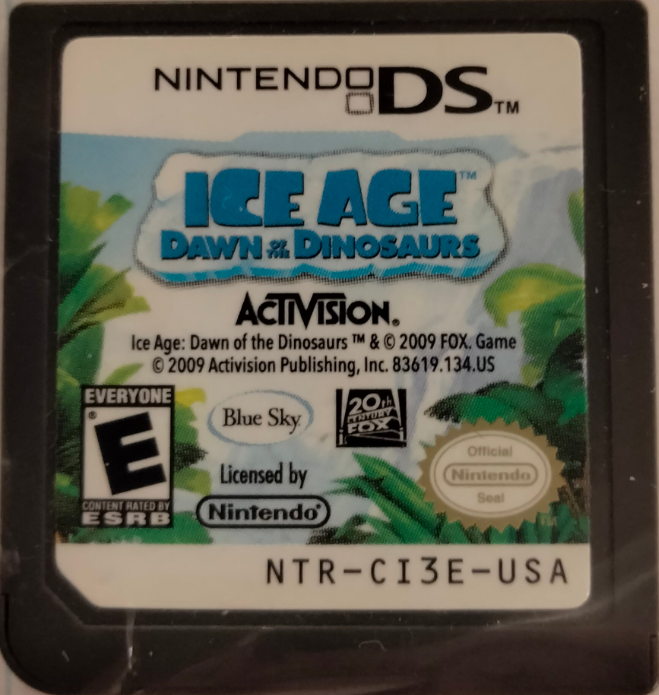 NINTENDO DS™
ICE AGE™
DAWN OF THE DINOSAURS
ACTIVISION®
Ice Age: Dawn of the Dinosaurs ™ & © 2009 FOX. Game
© 2009 Activision Publishing, Inc. 83619.134.US
EVERYONE
E®
CONTENT RATED BY
ESRB
Blue Sky
20th
CENTURY
FOX
Licensed by
Nintendo®
Official
Nintendo
Seal
NTR-CI3E-USA